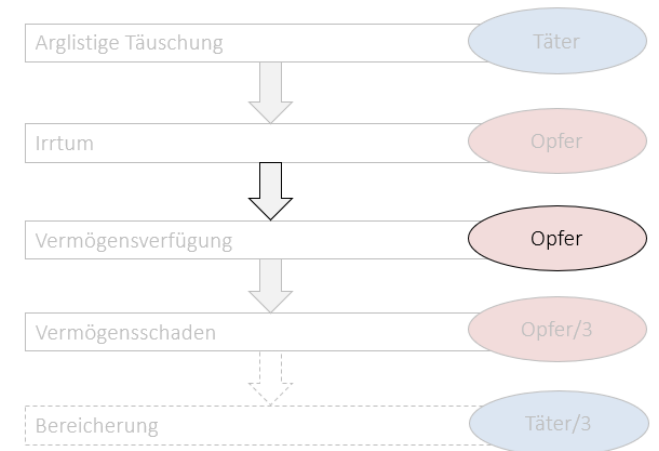 Arglistige Täuschung Täter
Irrtum Opfer
Vermögensverfügung Opfer
Vermögensschaden Opfer/3
Bereicherung Täter/3